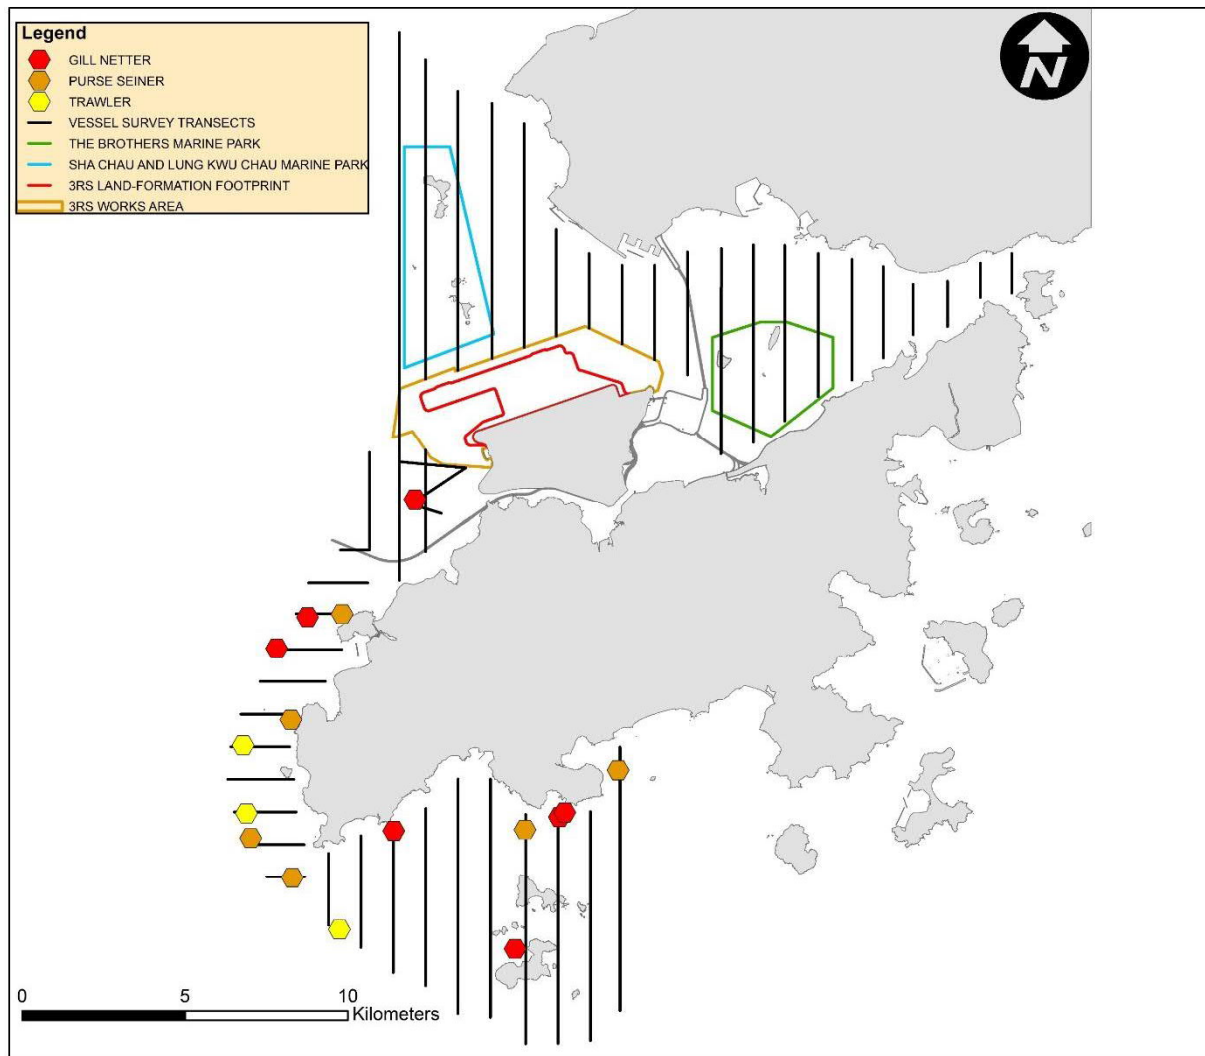 Legend
GILL NETTER
PURSE SEINER
TRAWLER
VESSEL SURVEY TRANSECTS
THE BROTHERS MARINE PARK
SHA CHAU AND LUNG KWU CHAU MARINE PARK
3RS LAND-FORMATION FOOTPRINT
3RS WORKS AREA
N
0 5 10
Kilometers